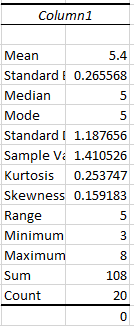 Column1
Mean 5.4
Standard E 0.265568
Median 5
Mode 5
Standard D 1.187656
Sample Va 1.410526
Kurtosis 0.253747
Skewness 0.159183
Range 5
Minimum 3
Maximum 8
Sum 108
Count 20
0